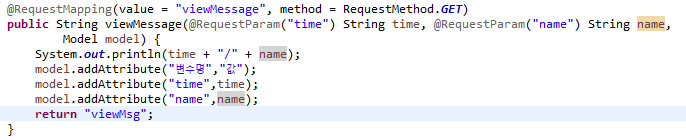 @RequestMapping(value = "viewMessage", method = RequestMethod.GET)
public String viewMessage(@RequestParam("time") String time, @RequestParam("name") String name,
Model model) {
System.out.println(time + "/" + name);
model.addAttribute("변수명","값");
model.addAttribute("time",time);
model.addAttribute("name",name);
return "viewMsg";
}